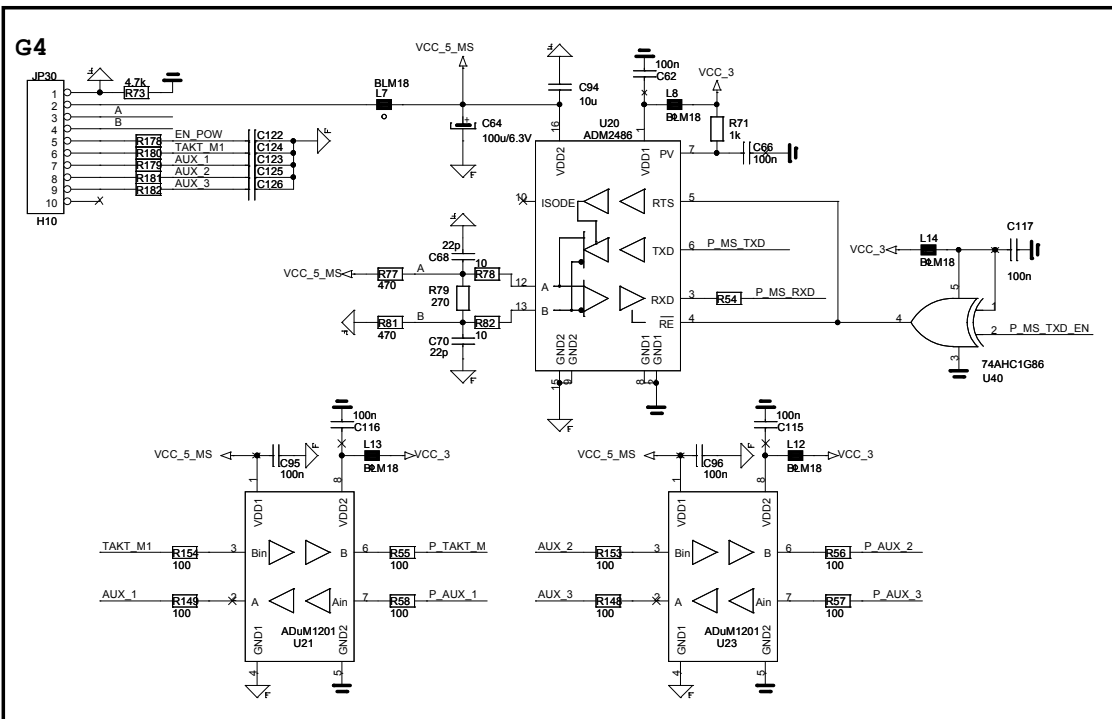 G4
JP30
1
2
3
4
5
6
7
8
9
10
H10
4.7k
R73
A
B
R178
EN_POW
C122
R180
TAKT_M1
C124
R179
AUX_1
C123
R181
AUX_2
C125
R182
AUX_3
C126
F
F
BLM18
L7
VCC_5_MS
C64
100u/6.3V
F
F
C94
10u
100n
C62
L8
BLM18
VCC_3
R71
1k
C66
100n
U20
ADM2486
16
1
VDD2
VDD1
PV
7
10
ISODE
RTS
5
TXD
6
P_MS_TXD
12
A
13
B
RXD
3
R54
P_MS_RXD
RE
4
GND2
GND2
GND1
GND1
15
9
8
2
F
F
22p
C68
VCC_5_MS
R77
470
A
10
R78
R79
270
F
R81
470
B
R82
10
C70
22p
F
VCC_3
L14
BLM18
C117
100n
5
1
4
2
P_MS_TXD_EN
3
74AHC1G86
U40
VCC_5_MS
C95
100n
F
100n
C116
L13
BLM18
VCC_3
1
8
VDD1
VDD2
TAKT_M1
R154
100
3
Bin
B
6
R55
100
P_TAKT_M
AUX_1
R149
100
2
A
Ain
7
R58
100
P_AUX_1
ADuM1201
U21
GND1
GND2
4
5
F
VCC_5_MS
C96
100n
F
100n
C115
L12
BLM18
VCC_3
1
8
VDD1
VDD2
AUX_2
R153
100
3
Bin
B
6
R56
100
P_AUX_2
AUX_3
R148
100
2
A
Ain
7
R57
100
P_AUX_3
ADuM1201
U23
GND1
GND2
4
5
F